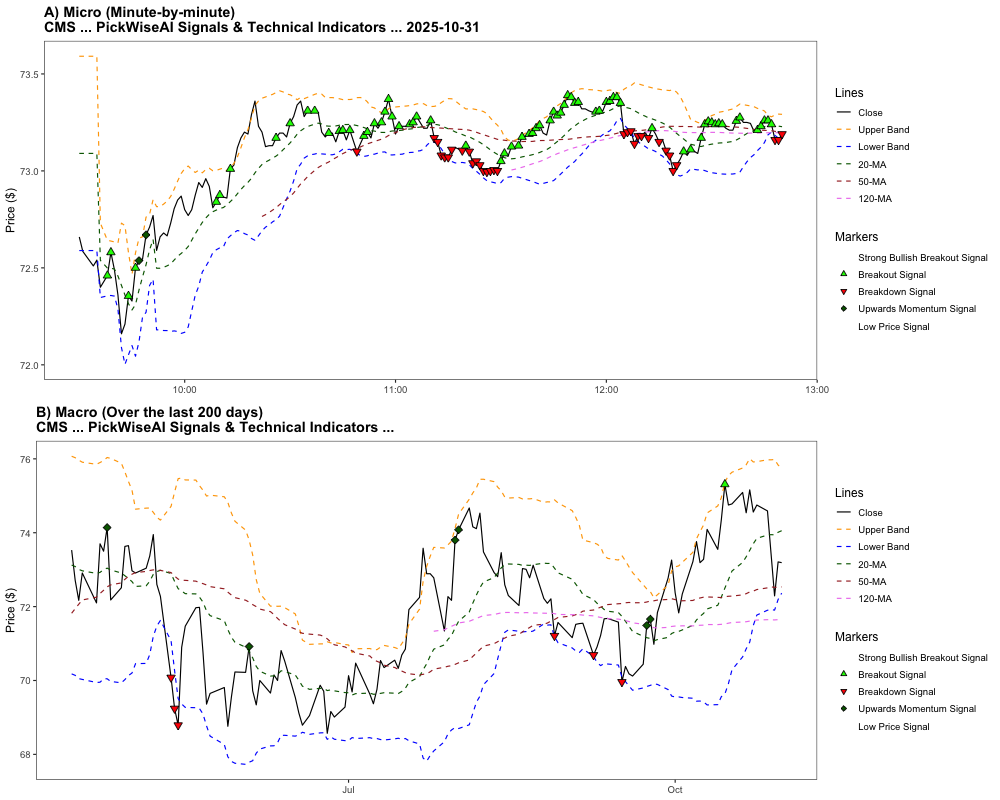 A) Micro (Minute-by-minute)
CMS ... PickWiseAI Signals & Technical Indicators ... 2025-10-31
Price ($)
73.5
73.0
72.5
72.0
10:00
11:00
12:00
13:00
Lines
Close
Upper Band
Lower Band
20-MA
50-MA
120-MA
Markers
Strong Bullish Breakout Signal
Breakout Signal
Breakdown Signal
Upwards Momentum Signal
Low Price Signal
B) Macro (Over the last 200 days)
CMS ... PickWiseAI Signals & Technical Indicators ...
Price ($)
76
74
72
70
68
Jul
Oct
Lines
Close
Upper Band
Lower Band
20-MA
50-MA
120-MA
Markers
Strong Bullish Breakout Signal
Breakout Signal
Breakdown Signal
Upwards Momentum Signal
Low Price Signal